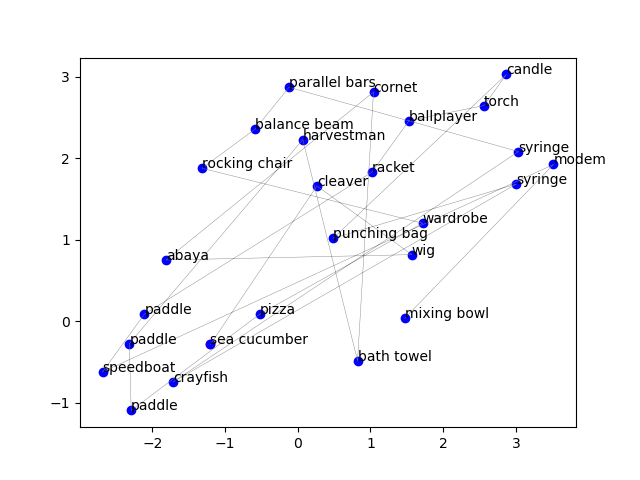 candle
3
parallel bars
cornet
torch
ballplayer
balance beam
harvestman
syringe
2
rocking chair
modem
racket
cleaver
syringe
wardrobe
1
punching bag
wig
abaya
paddle
pizza
mixing bowl
0
paddle
sea cucumber
bath towel
speedboat
crayfish
−1
paddle
−2
−1
0
1
2
3